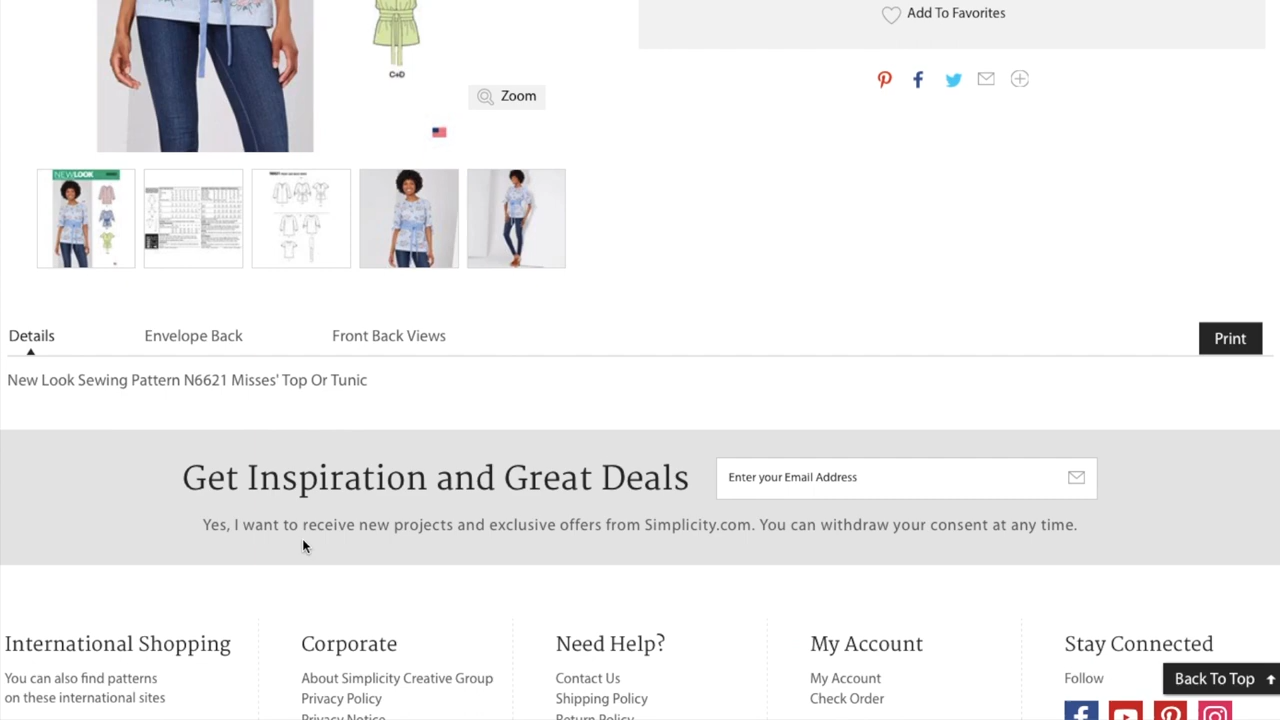 Add To Favorites
C+D
Zoom
NEW LOOK
Details
Envelope Back
Front Back Views
Print
New Look Sewing Pattern N6621 Misses' Top Or Tunic
Get Inspiration and Great Deals
Enter your Email Address
Yes, I want to receive new projects and exclusive offers from Simplicity.com. You can withdraw your consent at any time.
International Shopping
You can also find patterns
on these international sites
Corporate
About Simplicity Creative Group
Privacy Policy
Privacy Notice
Need Help?
Contact Us
Shipping Policy
Return Policy
My Account
My Account
Check Order
Stay Connected
Follow
Back To Top